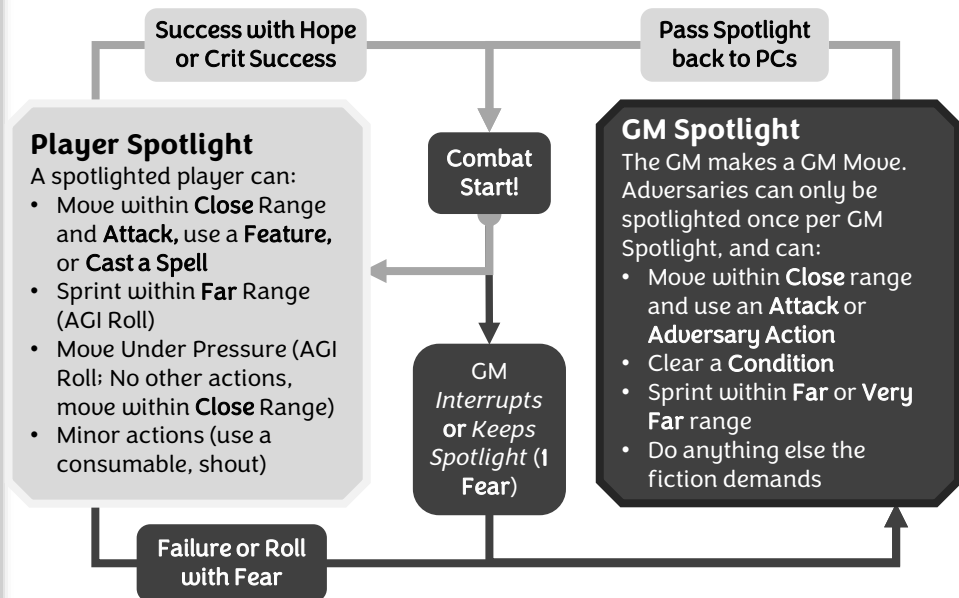 Success with Hope
or Crit Success
Pass Spotlight
back to PCs
Player Spotlight
A spotlighted player can:
• Move within Close Range
and Attack, use a Feature,
or Cast a Spell
• Sprint within Far Range
(AGI Roll)
• Move Under Pressure (AGI
Roll; No other actions,
move within Close Range)
• Minor actions (use a
consumable, shout)
Combat
Start!
GM
Interrupts
or Keeps
Spotlight (1
Fear)
GM Spotlight
The GM makes a GM Move.
Adversaries can only be
spotlighted once per GM
Spotlight, and can:
• Move within Close range
and use an Attack or
Adversary Action
• Clear a Condition
• Sprint within Far or Very
Far range
• Do anything else the
fiction demands
Failure or Roll
with Fear